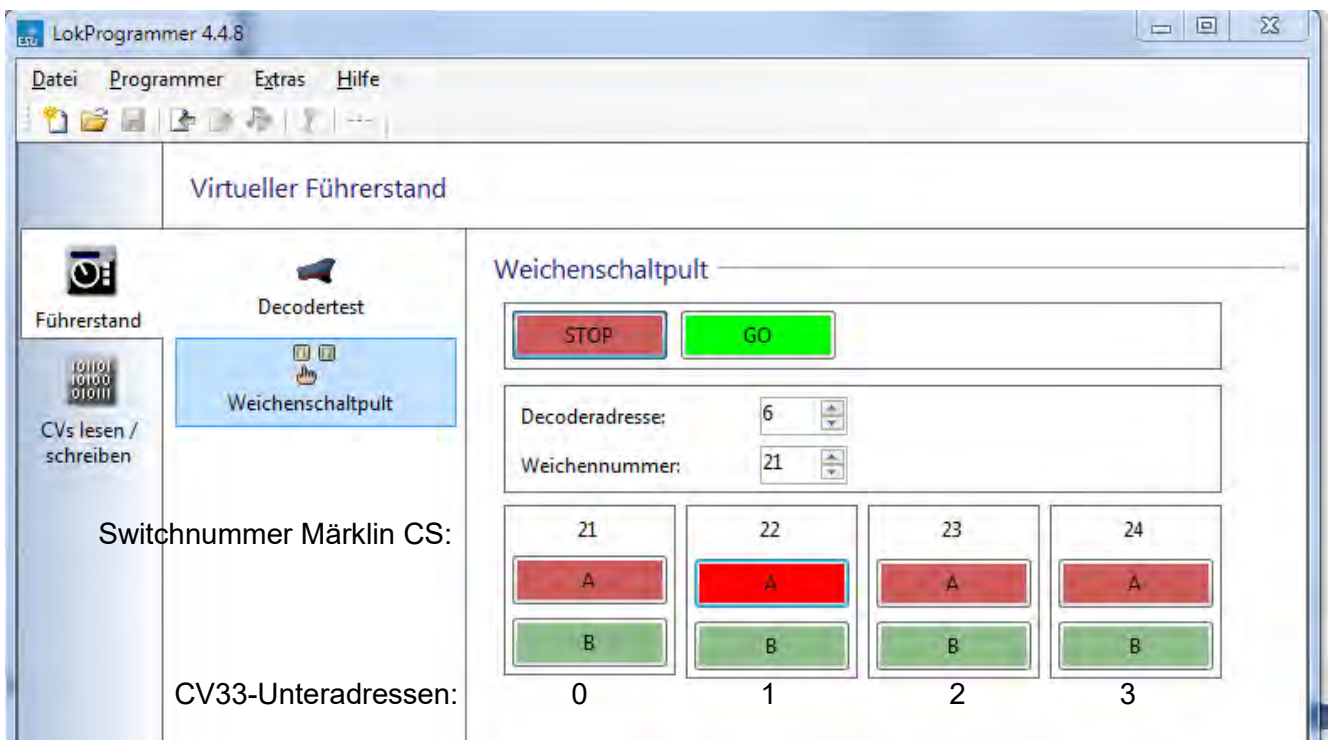 LokProgrammer 4.4.8
Datei Programmer Extras Hilfe
Virtueller Führerstand
Führerstand
CVs lesen /
schreiben
Decodertest
Weichenschaltpult
Weichenschaltpult
STOP GO
Decoderadresse: 6
Weichennummer: 21
Switchnummer Märklin CS: 21 22 23 24
A A A A
B B B B
CV33-Unteradressen: 0 1 2 3